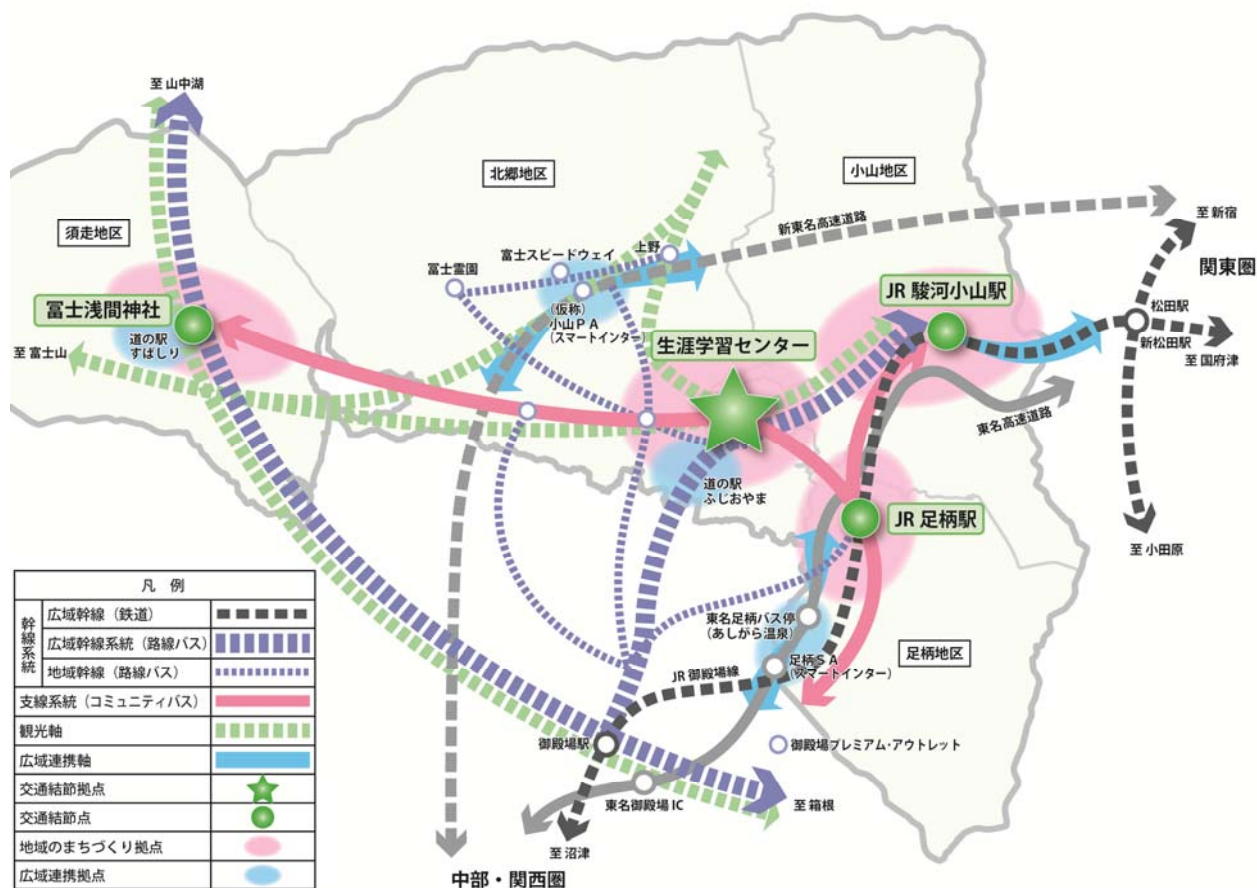 至 山中湖
北郷地区
小山地区
至 新宿
関東圏
新東名高速道路
須走地区
富士スピードウェイ
上野
冨士霊園
冨士浅間神社
JR 駿河小山駅
松田駅
新松田駅
至 国府津
道の駅
すばしり
(仮称)
小山PA
(スマートインター)
生涯学習センター
至 富士山
東名高速道路
道の駅
ふじおやま
JR 足柄駅
至 小田原
東名足柄バス停
(あしがら温泉)
足柄SA
(スマートインター)
足柄地区
JR 御殿場線
御殿場駅
御殿場プレミアム・アウトレット
東名御殿場 IC
至 箱根
至 沼津
中部・関西圏
凡 例
幹線系統
広域幹線(鉄道)
広域幹線系統(路線バス)
地域幹線(路線バス)
支線系統(コミュニティバス)
観光軸
広域連携軸
交通結節拠点
交通結節点
地域のまちづくり拠点
広域連携拠点